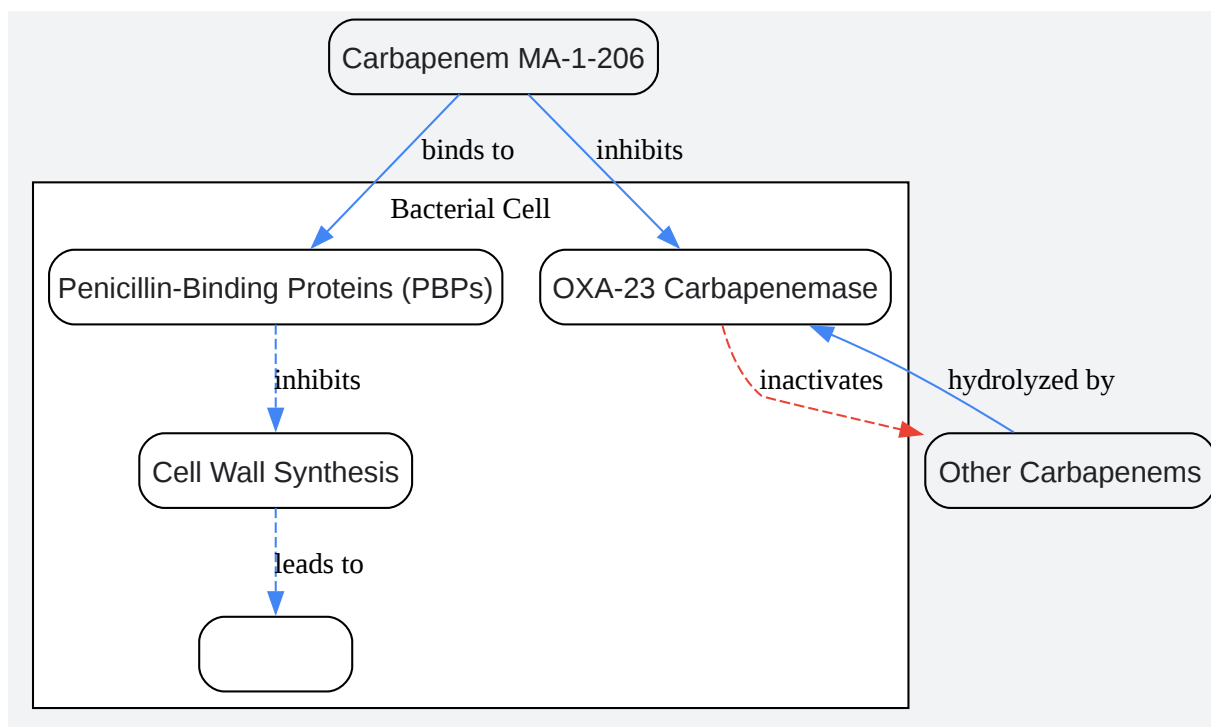 Carbapenem MA-1-206
binds to
inhibits
Bacterial Cell
Penicillin-Binding Proteins (PBPs)
OXA-23 Carbapenemase
inhibits
inactivates
hydrolyzed by
Cell Wall Synthesis
Other Carbapenems
leads to